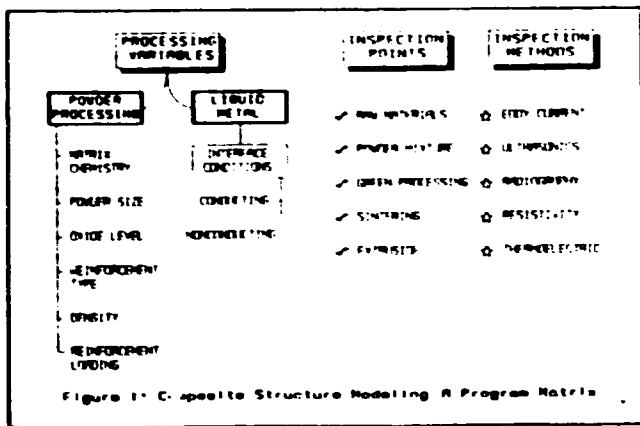 PROCESSING
VARIABLES
POWDER
PROCESSING
MATRIX
CHEMISTRY
POWDER SIZE
OXIDE LEVEL
REINFORCEMENT
TYPE
DENSITY
REINFORCEMENT
LOADING
LIQUID
METAL
INTERFACE
CONDITIONS
CONDUCTING
NONCONDUCTING
INSPECTION
POINTS
RAW MATERIALS
POWDER MIXTURE
GREEN PROCESSING
SINTERING
EXTRUSION
INSPECTION
METHODS
EDDY CURRENT
ULTRASONICS
RADIOGRAPHY
RESISTIVITY
THERMOELECTRIC
Figure 1: Composite Structure Modeling A Program Matrix